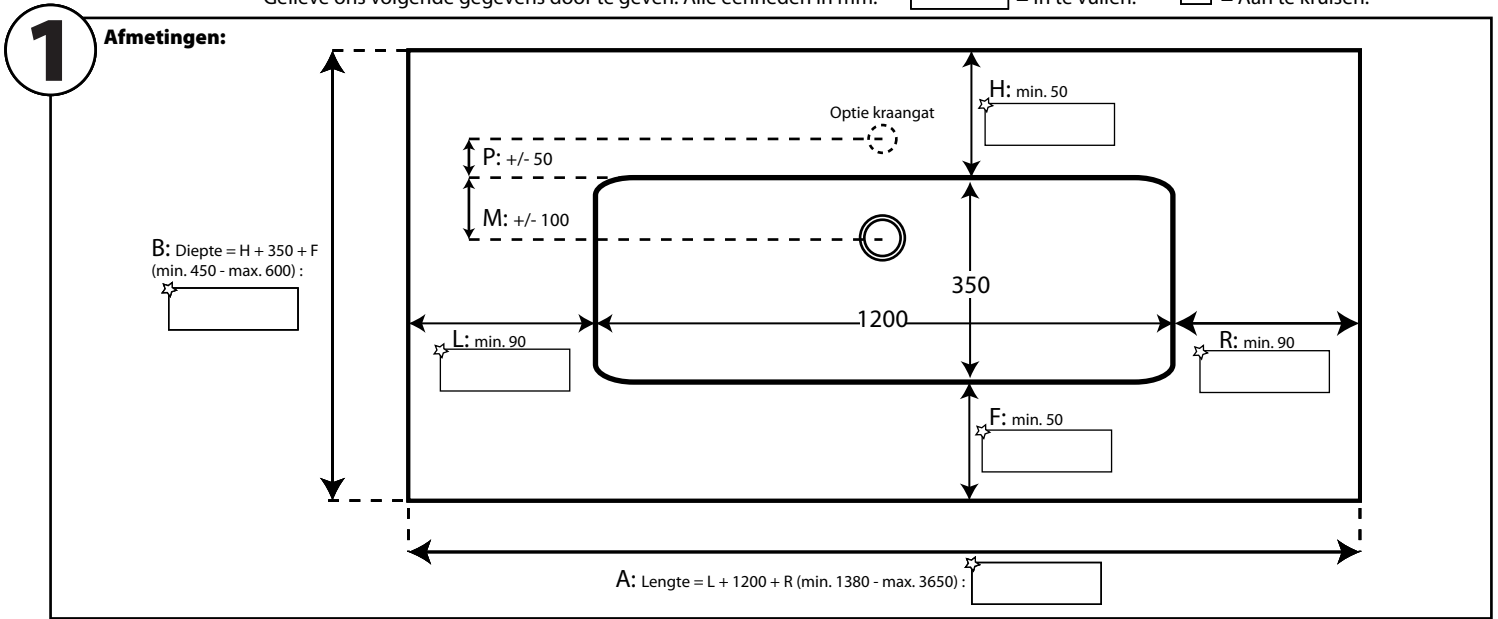 Gelieve ons volgende gegevens door te geven. Alle eenheden in mm. = In te vullen. = Aan te kruisen.
1 Afmetingen:
H: min. 50
Optie kraangat
P: +/- 50
M: +/- 100
B: Diepte = H + 350 + F
(min. 450 - max. 600) :
350
1200
L: min. 90
R: min. 90
F: min. 50
A: Lengte = L + 1200 + R (min. 1380 - max. 3650) :